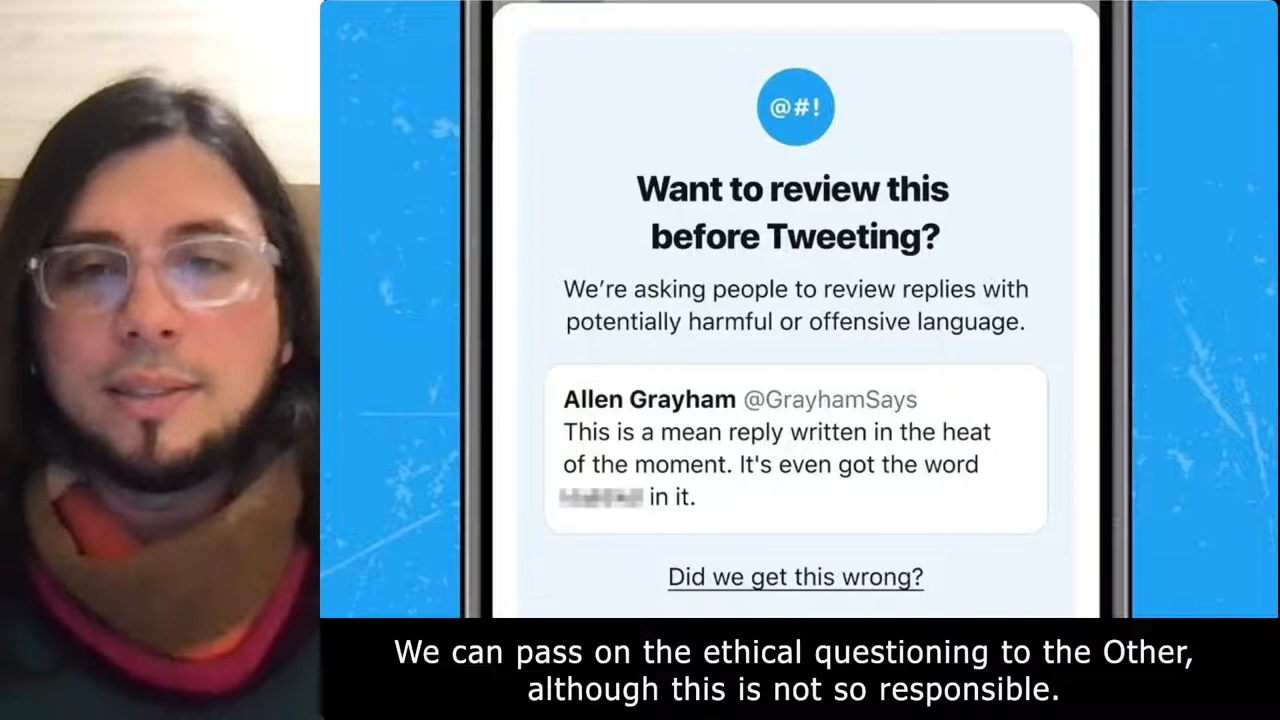 @#!
Want to review this
before Tweeting?
We’re asking people to review replies with
potentially harmful or offensive language.
Allen Grayham @GrayhamSays
This is a mean reply written in the heat
of the moment. It's even got the word
in it.
Did we get this wrong?
We can pass on the ethical questioning to the Other,
although this is not so responsible.